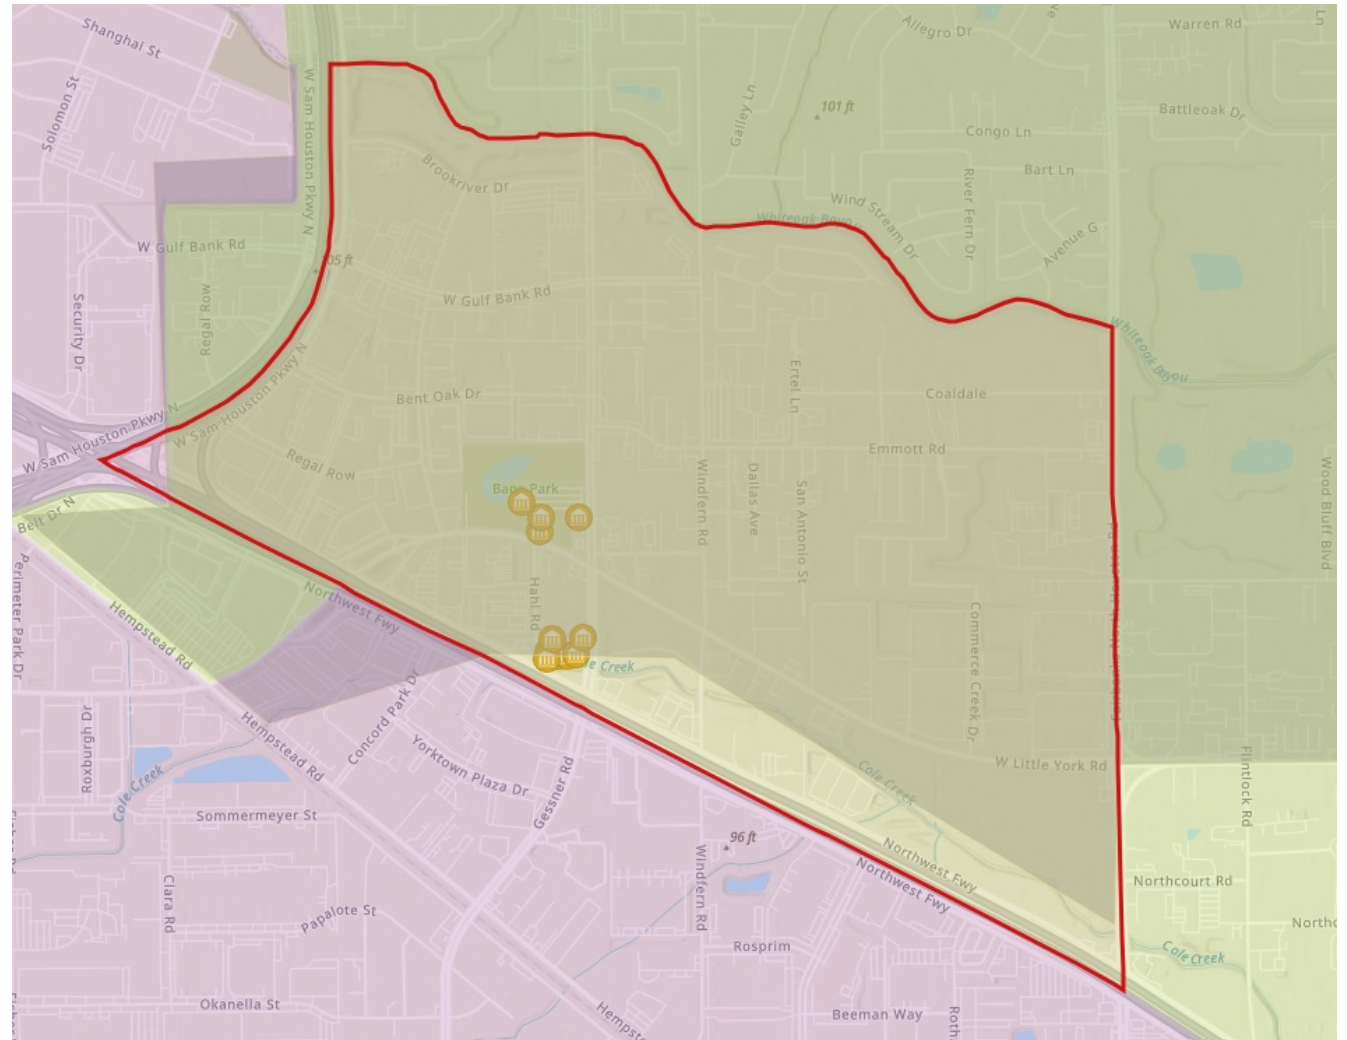 Shanghai St
Allegro Dr
Warren Rd
Ln
Solomon St
W Sam Houston Pkwy N
Galley Ln
101 ft
Congo Ln
Battleoak Dr
Brookriver Dr
Bart Ln
River Fern Dr
Wind Stream Dr
Whiteoak Bayou
Avenue G
W Gulf Bank Rd
105 ft
Regal Row
Security Dr
W Gulf Bank Rd
W Sam Houston Pkwy N
Whiteoak Bayou
Bent Oak Dr
Ertel Ln
Coaldale
W Sam Houston Pkwy N
Emmott Rd
Regal Row
Windfern Rd
Dallas Ave
San Antonio St
Wood Bluff Blvd
Belt Dr N
Perimeter Park Dr
Northwest Fwy
Hahl Rd
Hempstead Rd
Commerce Creek Dr
Creek
Concord Park Dr
Roxburgh Dr
Hempstead Rd
Yorktown Plaza Dr
Gessner Rd
Cole Creek
W Little York Rd
Flintlock Rd
Cole Creek
Sommermeyer St
96 ft
Windfern Rd
Northwest Fwy
Northwest Fwy
Northcourt Rd
Clara Rd
Papalote St
Rosprim
Cole Creek
Okanella St
Beeman Way